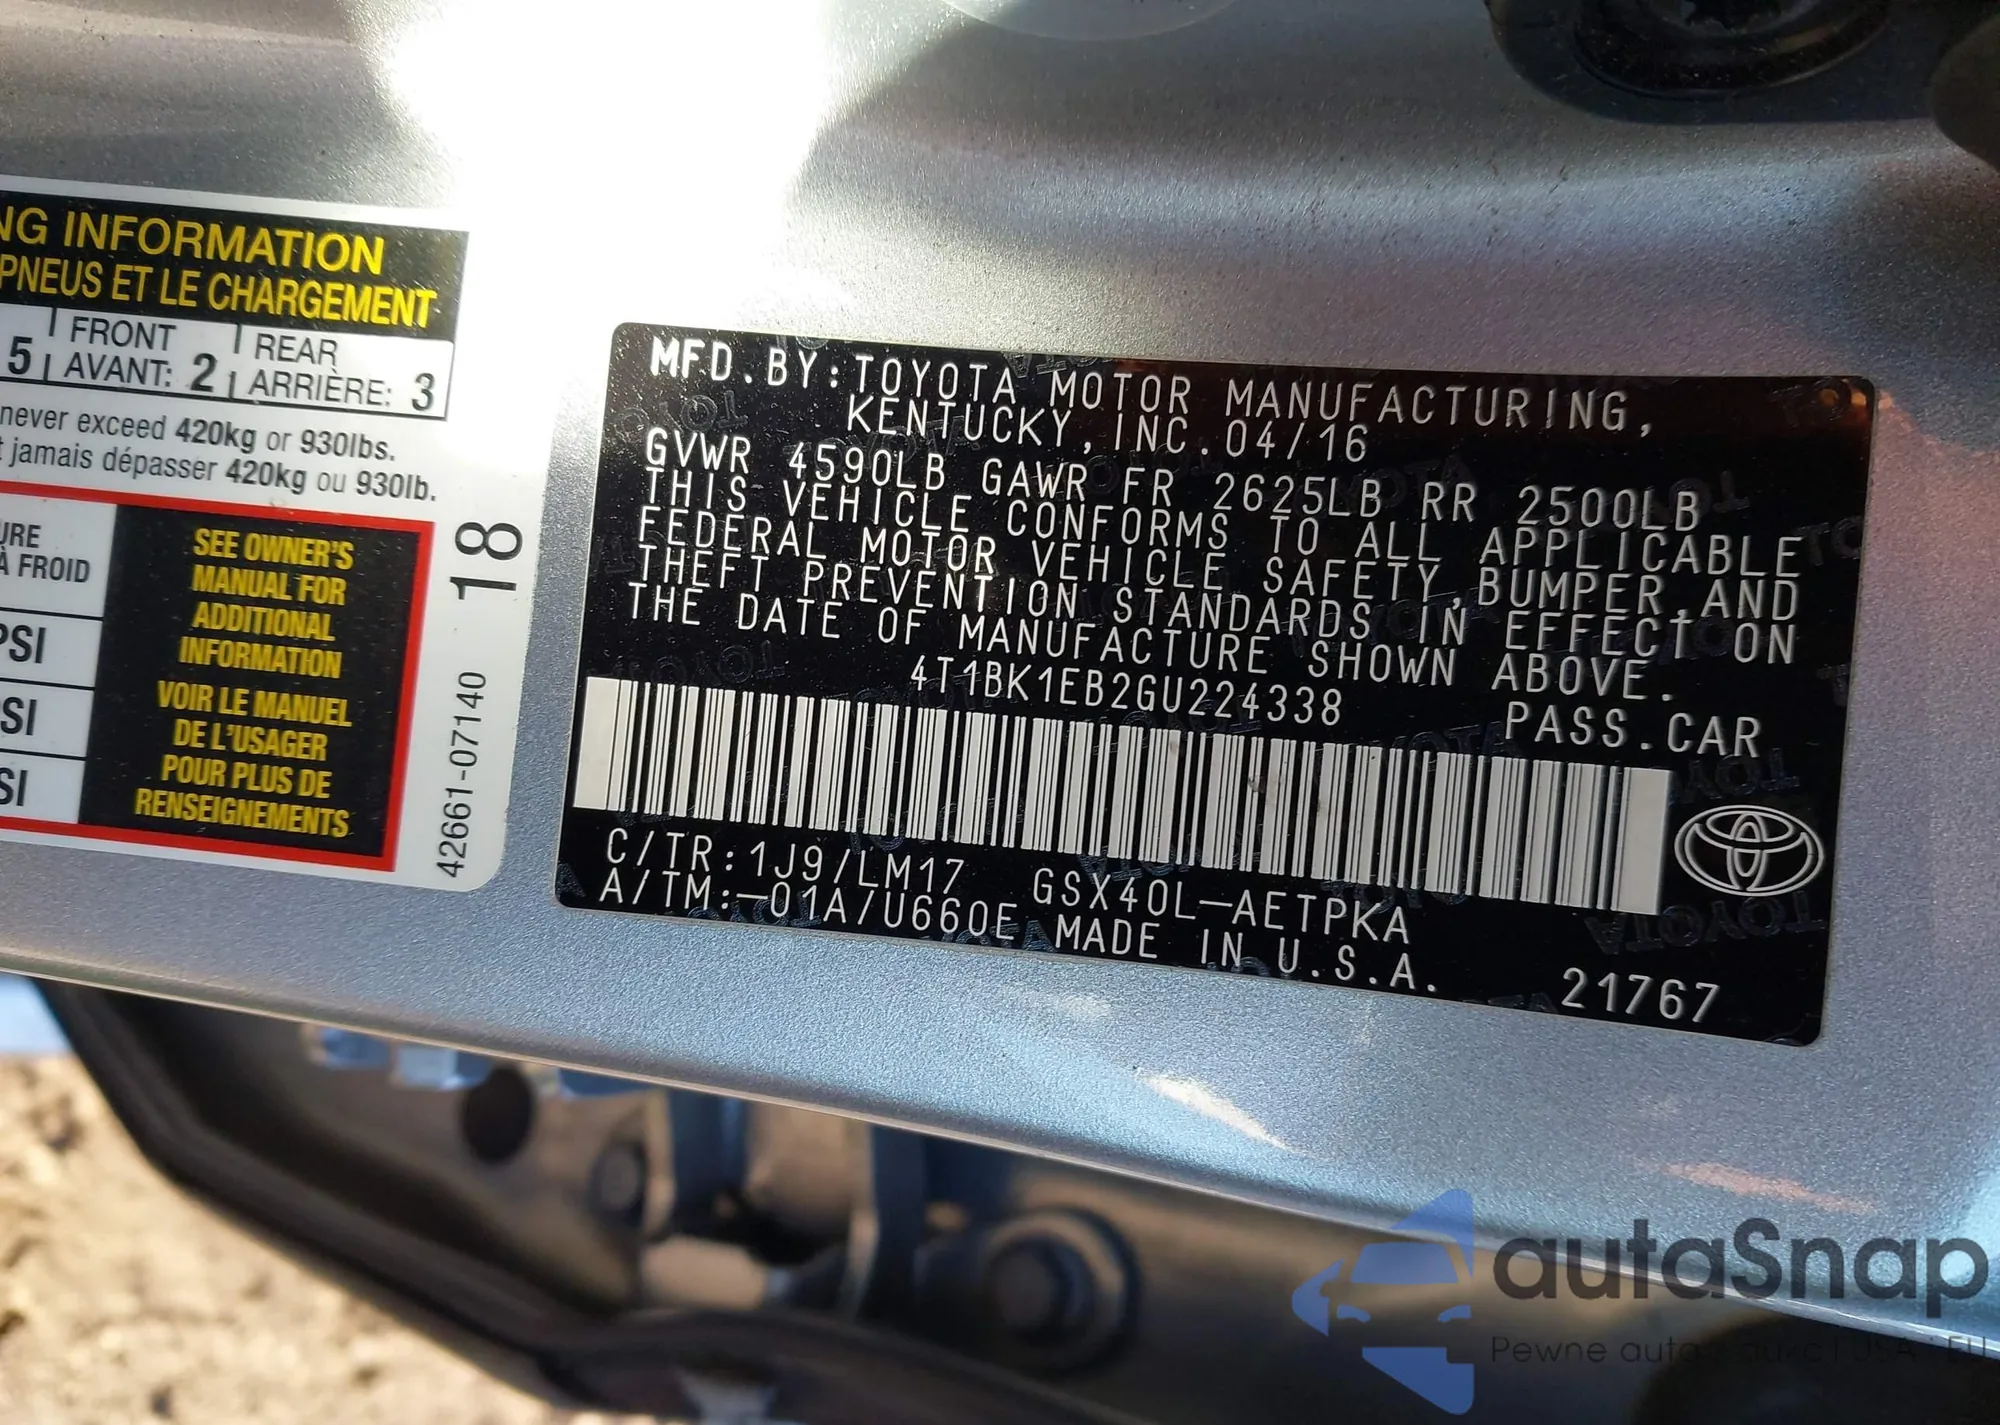 NG INFORMATION
PNEUS ET LE CHARGEMENT
5 FRONT AVANT: 2 REAR ARRIÈRE: 3
never exceed 420kg or 930lbs.
jamais dépasser 420kg ou 930lb.
URE
À FROID
PSI
SI
SI
SEE OWNER'S
MANUAL FOR
ADDITIONAL
INFORMATION
VOIR LE MANUEL
DE L'USAGER
POUR PLUS DE
RENSEIGNEMENTS
18
42661-07140
MFD.BY:TOYOTA MOTOR MANUFACTURING,
KENTUCKY,INC.04/16
GVWR 4590LB GAWR FR 2625LB RR 2500LB
THIS VEHICLE CONFORMS TO ALL APPLICABLE
FEDERAL MOTOR VEHICLE SAFETY,BUMPER,AND
THEFT PREVENTION STANDARDS IN EFFECT ON
THE DATE OF MANUFACTURE SHOWN ABOVE.
4T1BK1EB2GU224338
PASS.CAR
C/TR:1J9/LM17 GSX40L-AETPKA
A/TM:-01A/U660E MADE IN U.S.A.
21767
autaSnap
Pewne auta USA EU